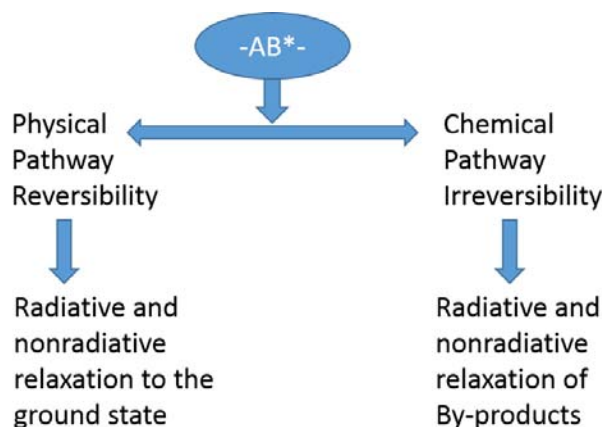 -AB*-
Physical
Pathway
Reversibility
Chemical
Pathway
Irreversibility
Radiative and
nonradiative
relaxation to the
ground state
Radiative and
nonradiative
relaxation of
By-products